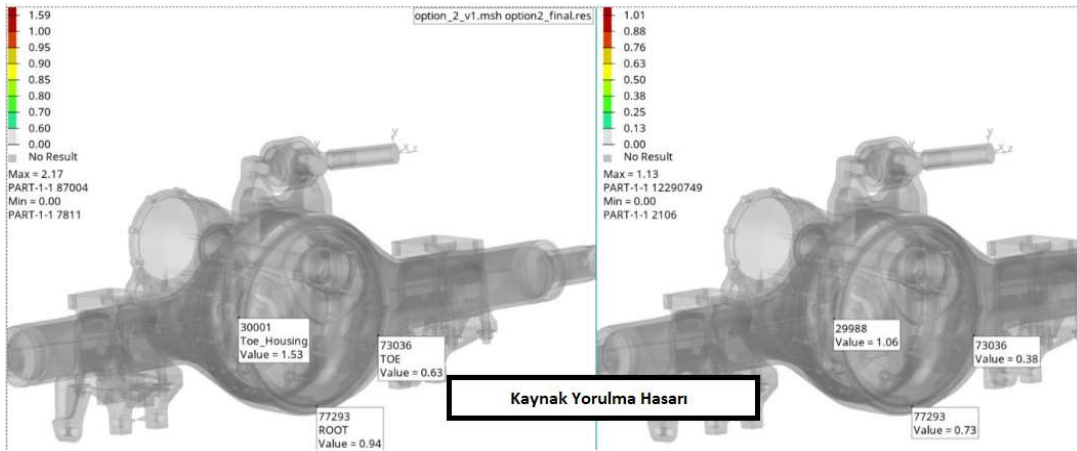 option_2_v1.msh option2_final.res
1.59
1.00
0.95
0.90
0.85
0.80
0.70
0.60
0.00
No Result
Max = 2.17
PART-1-1 87004
Min = 0.00
PART-1-1 7811
y
x_z
30001
Toe_Housing
Value = 1.53
73036
TOE
Value = 0.63
77293
ROOT
Value = 0.94
1.01
0.88
0.76
0.63
0.50
0.38
0.25
0.13
0.00
No Result
Max = 1.13
PART-1-1 12290749
Min = 0.00
PART-1-1 2106
y
x_z
29988
Value = 1.06
73036
Value = 0.38
77293
Value = 0.73
Kaynak Yorulma Hasarı